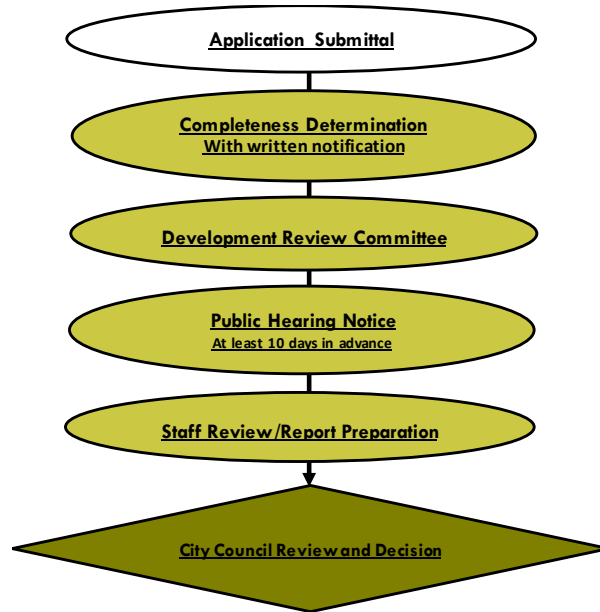 Application Submittal
Completeness Determination
With written notification
Development Review Committee
Public Hearing Notice
At least 10 days in advance
Staff Review/Report Preparation
City Council Review and Decision